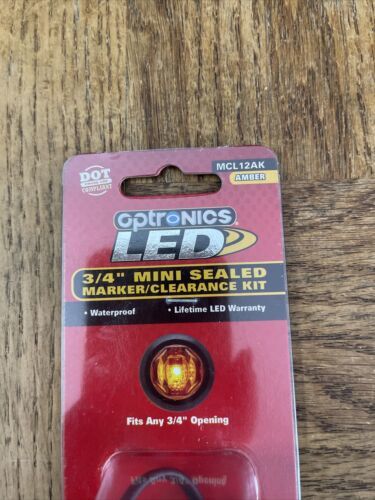 MCL12AK
AMBER
DOT
COMPLIANT
OPTRONICS
LED
3/4" MINI SEALED
MARKER/CLEARANCE KIT
• Waterproof
• Lifetime LED Warranty
Fits Any 3/4" Opening